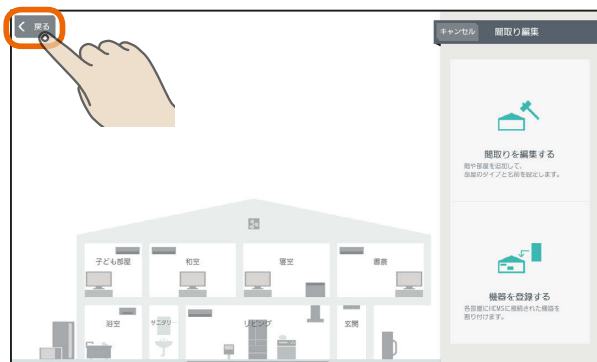 戻る
キャンセル
間取り編集
間取りを編集する
階や部屋を追加して、
部屋のタイプと名前を設定します。
子ども部屋
和室
寝室
書斎
機器を登録する
各部屋にHEMSに接続された機器を
割り付けます。
浴室
サニタリー
リビング
玄関